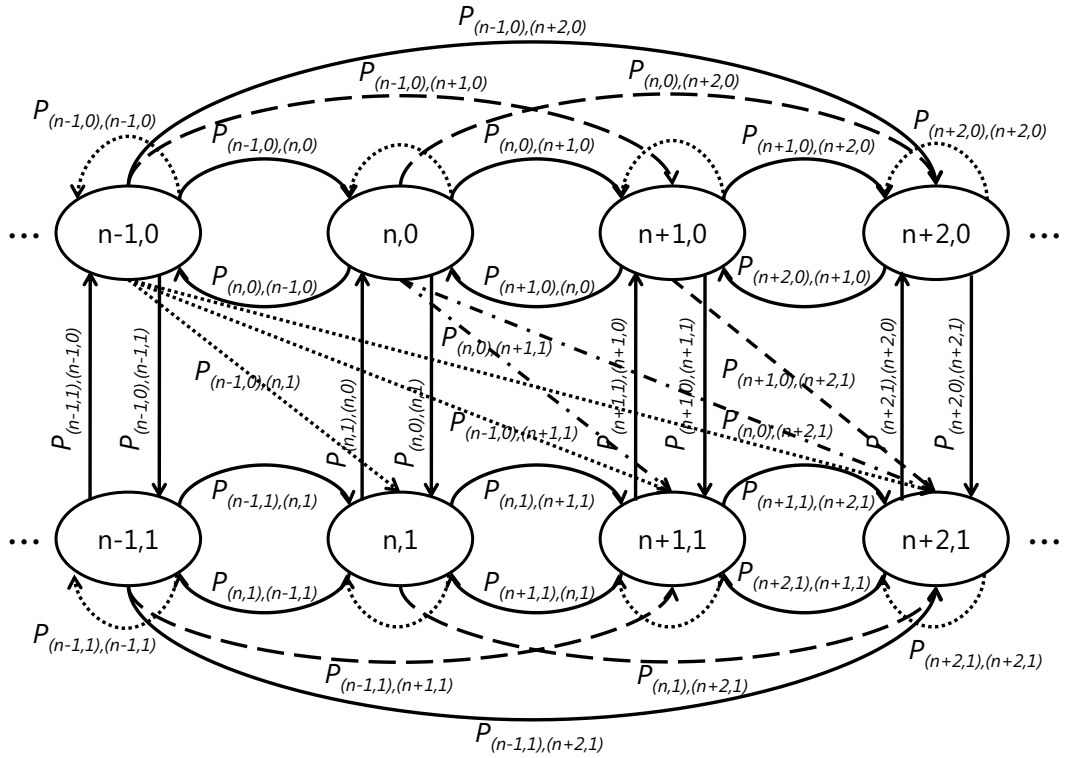 P(n-1,0),(n+2,0)
P(n-1,0),(n+1,0)
P(n,0),(n+2,0)
P(n-1,0),(n-1,0)
P(n-1,0),(n,0)
P(n,0),(n+1,0)
P(n+1,0),(n+2,0)
P(n+2,0),(n+2,0)
... n-1,0 n,0 n+1,0 n+2,0 ...
P(n,0),(n-1,0)
P(n+1,0),(n,0)
P(n+2,0),(n+1,0)
P(n-1,1),(n-1,0)
P(n-1,0),(n-1,1)
P(n-1,0),(n,1)
P(n,1),(n,0)
P(n,0),(n,1)
P(n,0),(n+1,1)
P(n-1,0),(n+1,1)
P(n+1,1),(n+1,0)
P(n+1,0),(n+1,1)
P(n+1,0),(n+2,1)
P(n,0),(n+2,1)
P(n+2,1),(n+2,0)
P(n+2,0),(n+2,1)
P(n-1,1),(n,1)
P(n,1),(n+1,1)
P(n+1,1),(n+2,1)
... n-1,1 n,1 n+1,1 n+2,1 ...
P(n,1),(n-1,1)
P(n+1,1),(n,1)
P(n+2,1),(n+1,1)
P(n-1,1),(n-1,1)
P(n+2,1),(n+2,1)
P(n-1,1),(n+1,1)
P(n,1),(n+2,1)
P(n-1,1),(n+2,1)